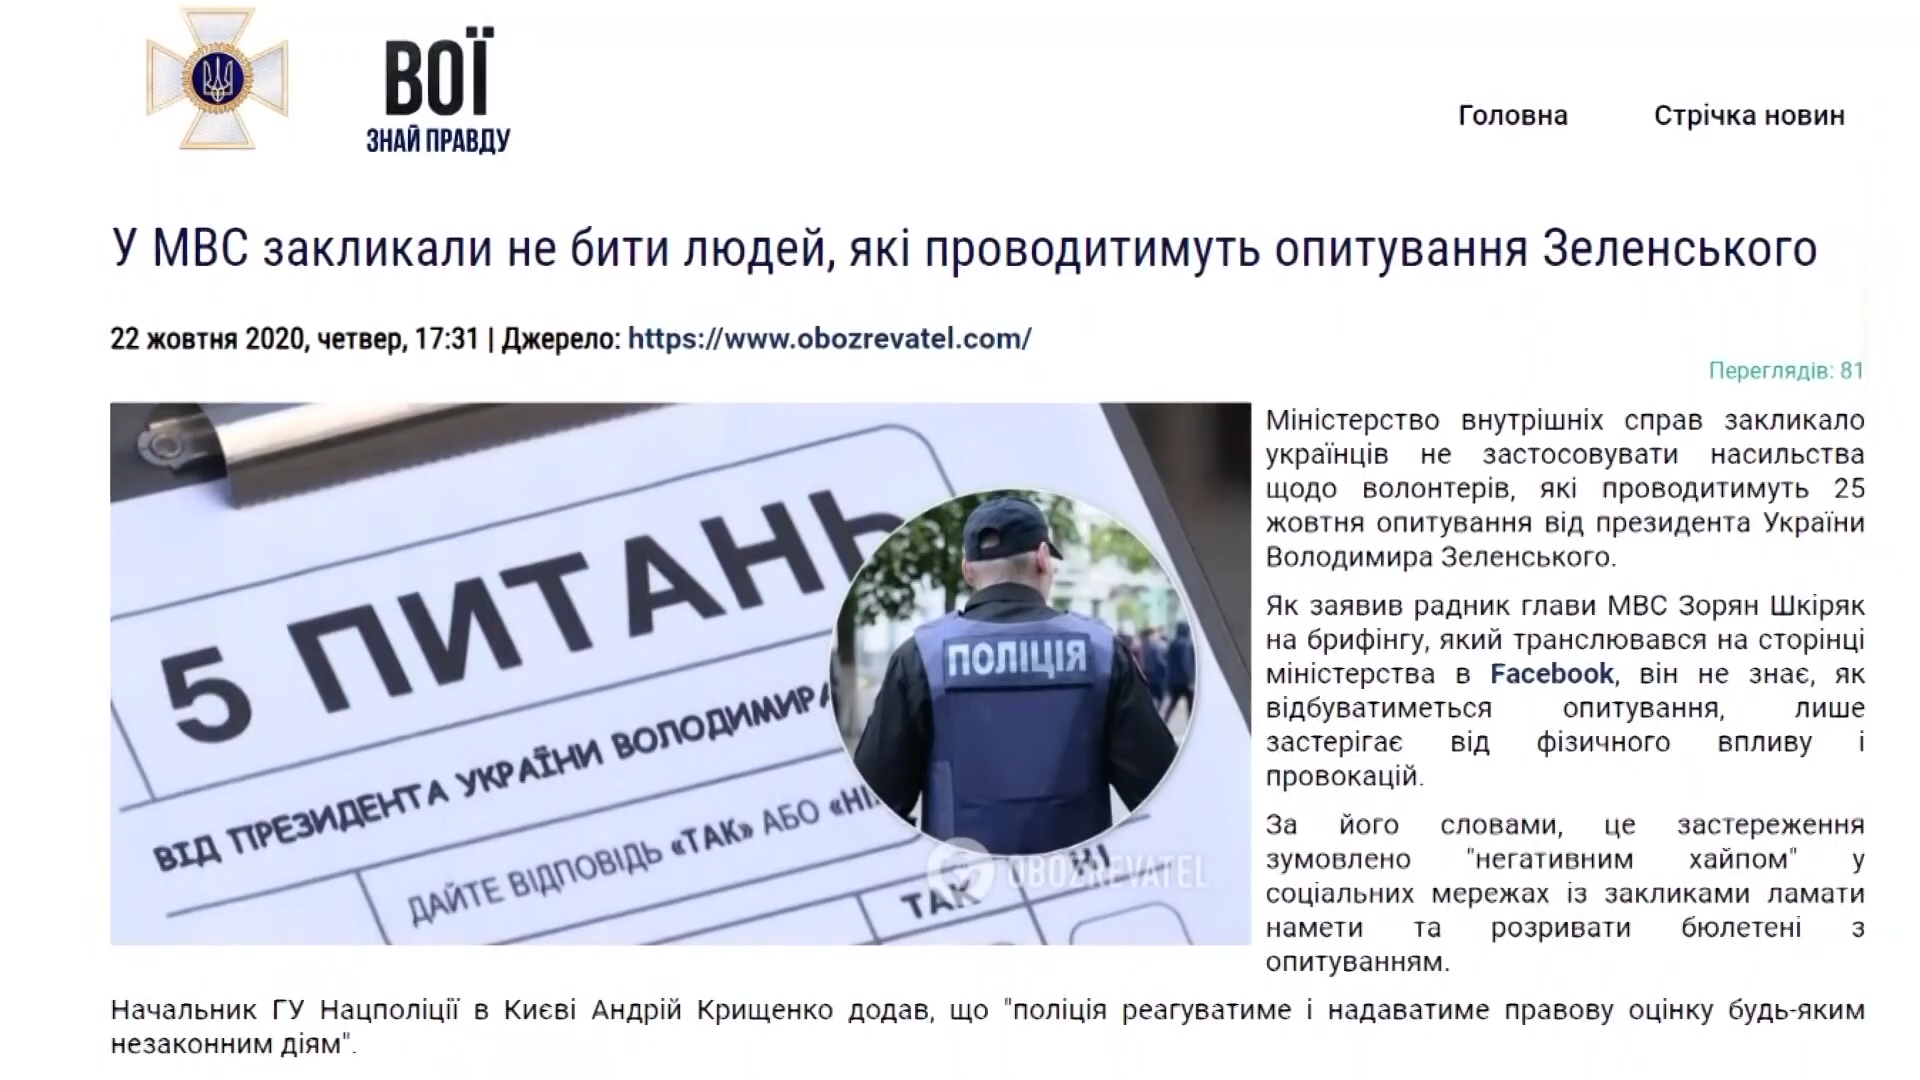 ВОЇ
ЗНАЙ ПРАВДУ
Головна
Стрічка новин
У МВС закликали не бити людей, які проводитимуть опитування Зеленського
22 жовтня 2020, четвер, 17:31 | Джерело: https://www.obozrevatel.com/
Переглядів: 81
5 ПИТАНЬ
ВІД ПРЕЗИДЕНТА УКРАЇНИ ВОЛОДИМИРА
ДАЙТЕ ВІДПОВІДЬ «ТАК» АБО «НІ»
ТАК
НІ
ПОЛІЦІЯ
OBOZREVATEL
Міністерство внутрішніх справ закликало
українців не застосовувати насильства
щодо волонтерів, які проводитимуть 25
жовтня опитування від президента України
Володимира Зеленського.
Як заявив радник глави МВС Зорян Шкіряк
на брифінгу, який транслювався на сторінці
міністерства в Facebook, він не знає, як
відбуватиметься опитування, лише
застерігає від фізичного впливу і
провокацій.
За його словами, це застереження
зумовлено "негативним хайпом" у
соціальних мережах із закликами ламати
намети та розривати бюлетені з
опитуванням.
Начальник ГУ Нацполіції в Києві Андрій Крищенко додав, що "поліція реагуватиме і надаватиме правову оцінку будь-яким
незаконним діям".